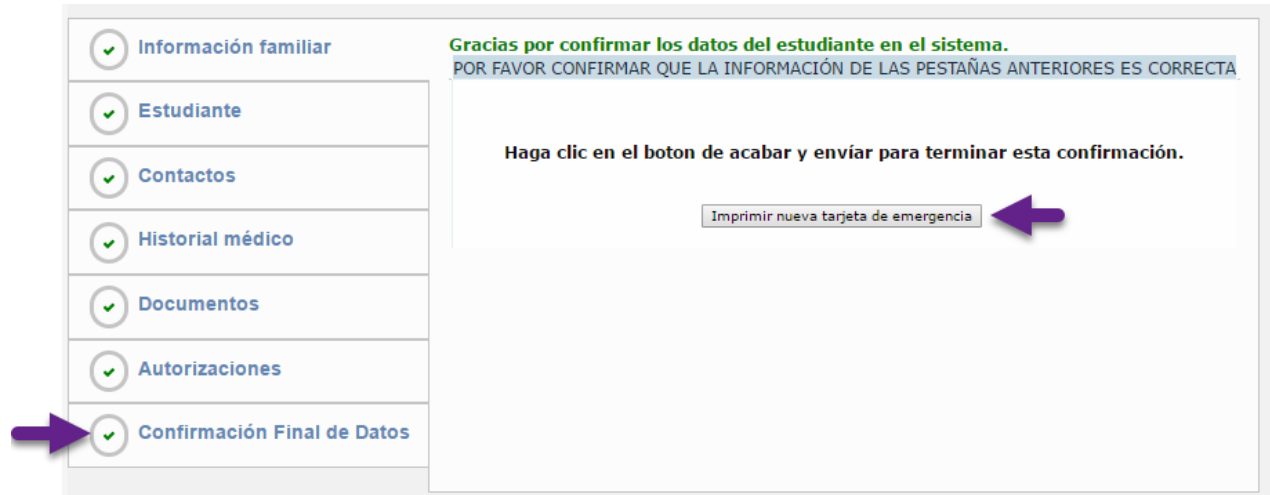 Información familiar
Estudiante
Contactos
Historial médico
Documentos
Autorizaciones
Confirmación Final de Datos
Gracias por confirmar los datos del estudiante en el sistema.
POR FAVOR CONFIRMAR QUE LA INFORMACIÓN DE LAS PESTAÑAS ANTERIORES ES CORRECTA
Haga clic en el boton de acabar y envíar para terminar esta confirmación.
Imprimir nueva tarjeta de emergencia